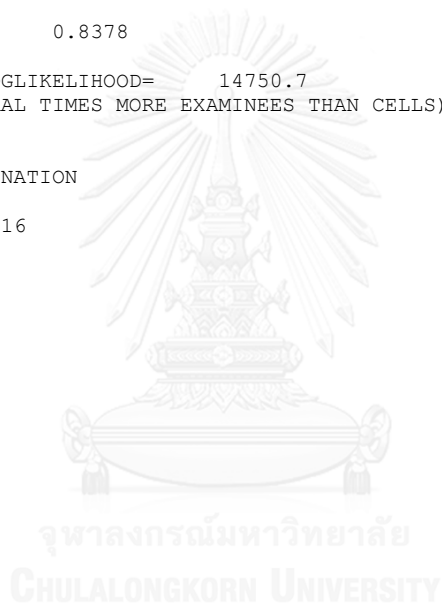 0.8378
GLIKELIHOOD= 14750.7
AL TIMES MORE EXAMINEES THAN CELLS)
NATION
16
จุฬาลงกรณ์มหาวิทยาลัย
CHULALONGKORN UNIVERSITY